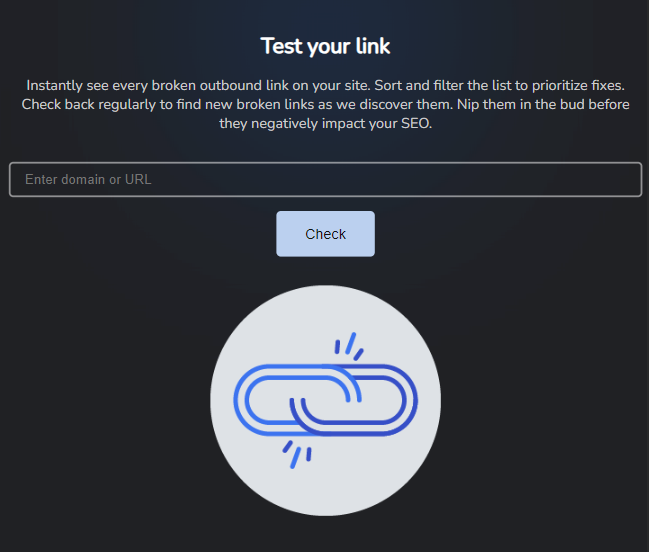 Test your link
Instantly see every broken outbound link on your site. Sort and filter the list to prioritize fixes.
Check back regularly to find new broken links as we discover them. Nip them in the bud before
they negatively impact your SEO.
Enter domain or URL
Check